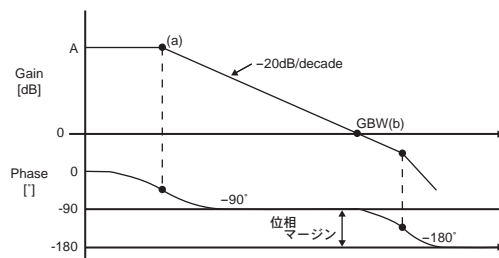 (a)
A
−20dB/decade
Gain
[dB]
GBW(b)
0
0
Phase
[˚]
−90˚
-90
位相
マージン
−180˚
-180